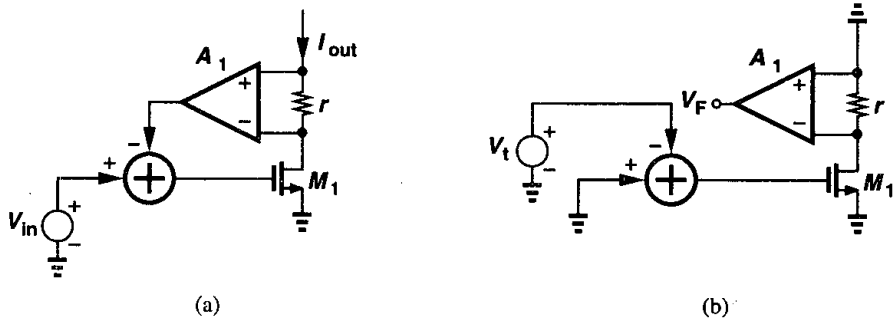 A1
Iout
+
−
r
−
+
+
M1
Vin
+
−
(a)
A1
+
−
r
VF
Vt
+
−
−
+
+
M1
(b)